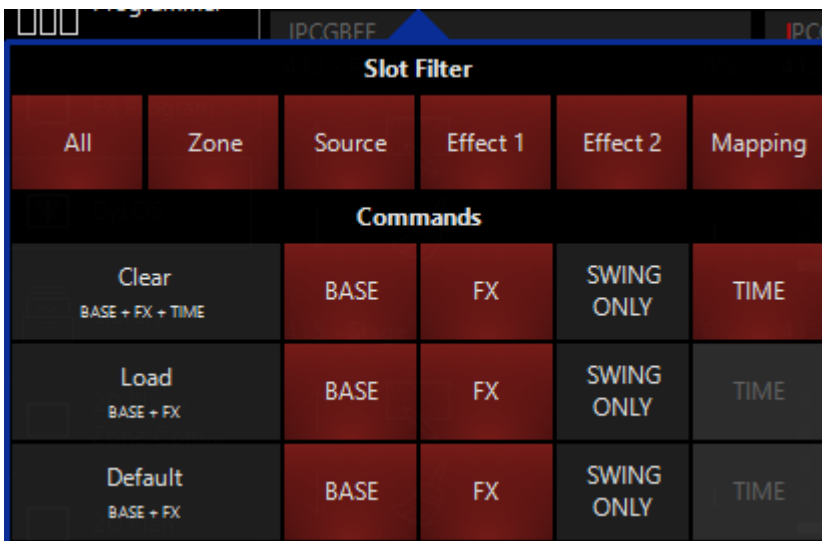 IPCGBEE
Slot Filter
All Zone Source Effect 1 Effect 2 Mapping
Commands
Clear
BASE + FX + TIME
BASE FX SWING ONLY TIME
Load
BASE + FX
BASE FX SWING ONLY TIME
Default
BASE + FX
BASE FX SWING ONLY TIME